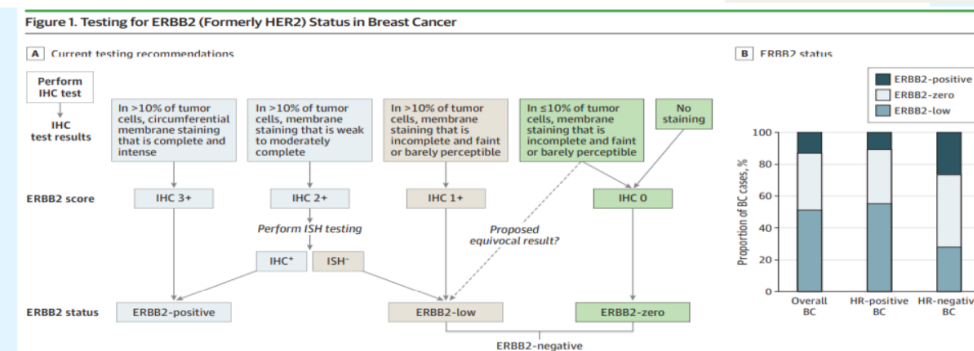 Figure 1. Testing for ERBB2 (Formerly HER2) Status in Breast Cancer
A Current testing recommendations
Perform
IHC test
IHC
test results
In >10% of tumor
cells, circumferential
membrane staining
that is complete and
intense
In >10% of tumor
cells, membrane
staining that is weak
to moderately
complete
In >10% of tumor
cells, membrane
staining that is
incomplete and faint
or barely perceptible
In ≤10% of tumor
cells, membrane
staining that is
incomplete and faint
or barely perceptible
No
staining
ERBB2 score
IHC 3+
IHC 2+
IHC 1+
IHC 0
Perform ISH testing
Proposed
equivocal result?
IHC+
ISH-
ERBB2 status
ERBB2-positive
ERBB2-low
ERBB2-zero
ERBB2-negative
B ERBB2 status
ERBB2-positive
ERBB2-zero
ERBB2-low
Proportion of BC cases, %
100
80
60
40
20
0
Overall
BC
HR-positive
BC
HR-negative
BC